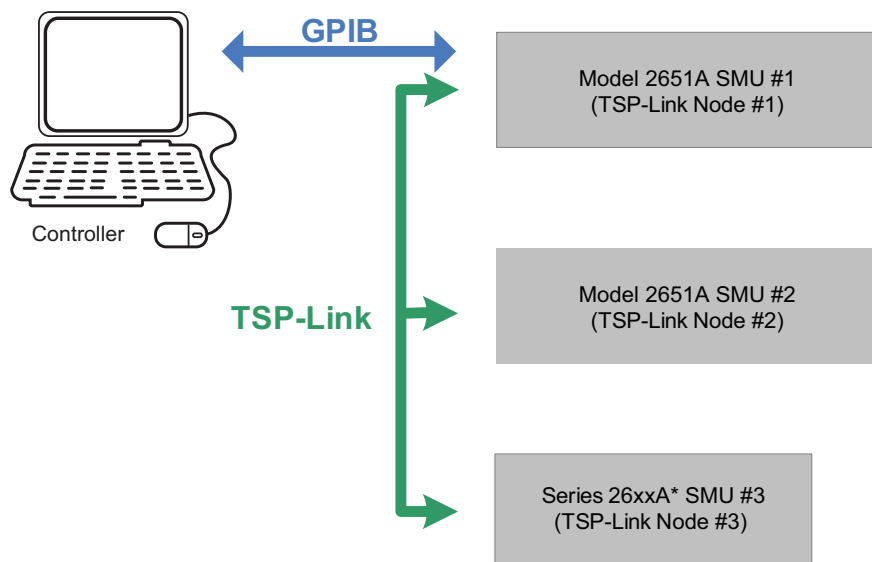 GPIB
Model 2651A SMU #1
(TSP-Link Node #1)
Controller
TSP-Link
Model 2651A SMU #2
(TSP-Link Node #2)
Series 26xxA* SMU #3
(TSP-Link Node #3)